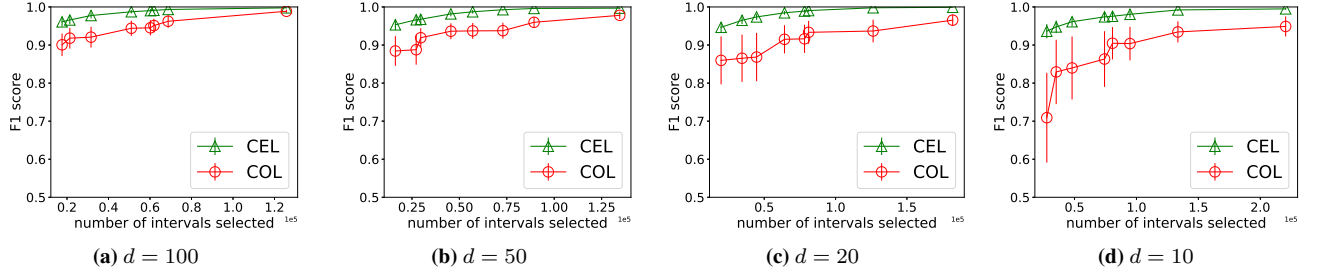 1.0
0.9
0.8
0.7
0.6
0.5
F1 score
CEL
COL
0.2 0.4 0.6 0.8 1.0 1.2
number of intervals selected 1e5
(a) d = 100
1.0
0.9
0.8
0.7
0.6
0.5
F1 score
CEL
COL
0.25 0.50 0.75 1.00 1.25
number of intervals selected 1e5
(b) d = 50
1.0
0.9
0.8
0.7
0.6
0.5
F1 score
CEL
COL
0.5 1.0 1.5
number of intervals selected 1e5
(c) d = 20
1.0
0.9
0.8
0.7
0.6
0.5
F1 score
CEL
COL
0.5 1.0 1.5 2.0
number of intervals selected 1e5
(d) d = 10